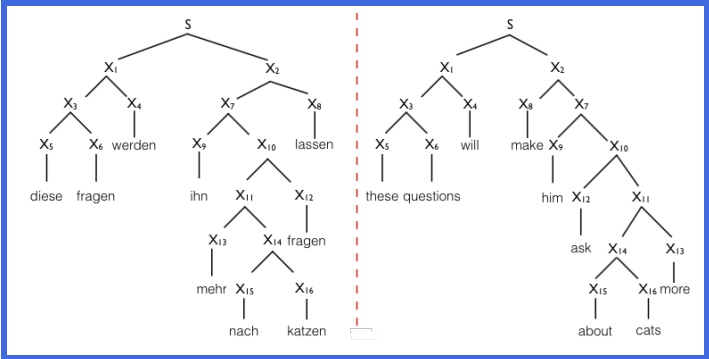 S S
X1 X2 X1 X2
X3 X4 X7 X8 X3 X4 X8 X7
X5 X6 werden X9 X10 lassen X5 X6 will make X9 X10
diese fragen ihn X11 X12 these questions him X12 X11
X13 X14 fragen ask X14 X13
mehr X15 X16 X15 X16 more
nach katzen about cats